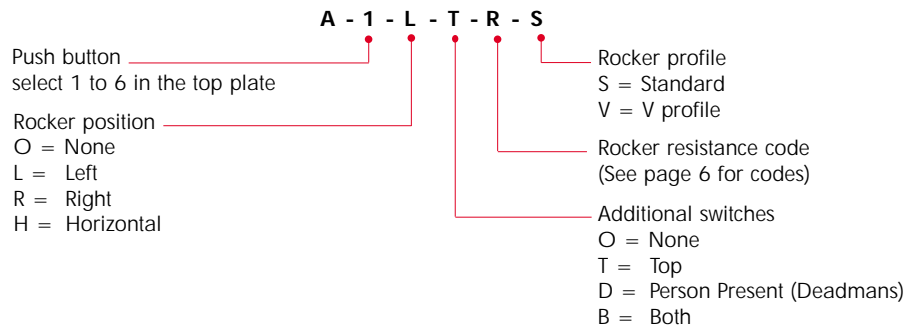 A - 1 - L - T - R - S
Push button
select 1 to 6 in the top plate
Rocker position
O = None
L = Left
R = Right
H = Horizontal
Rocker profile
S = Standard
V = V profile
Rocker resistance code
(See page 6 for codes)
Additional switches
O = None
T = Top
D = Person Present (Deadmans)
B = Both